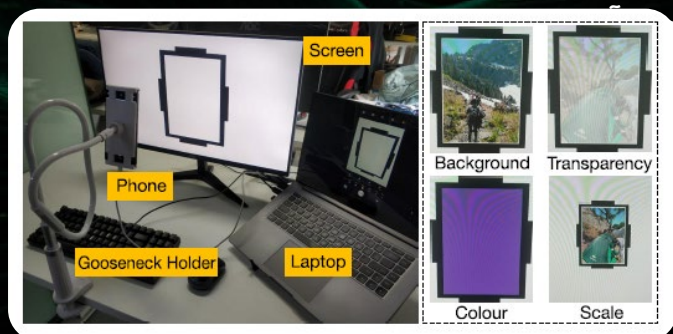 Screen
Phone
Gooseneck Holder
Laptop
Background
Transparency
Colour
Scale